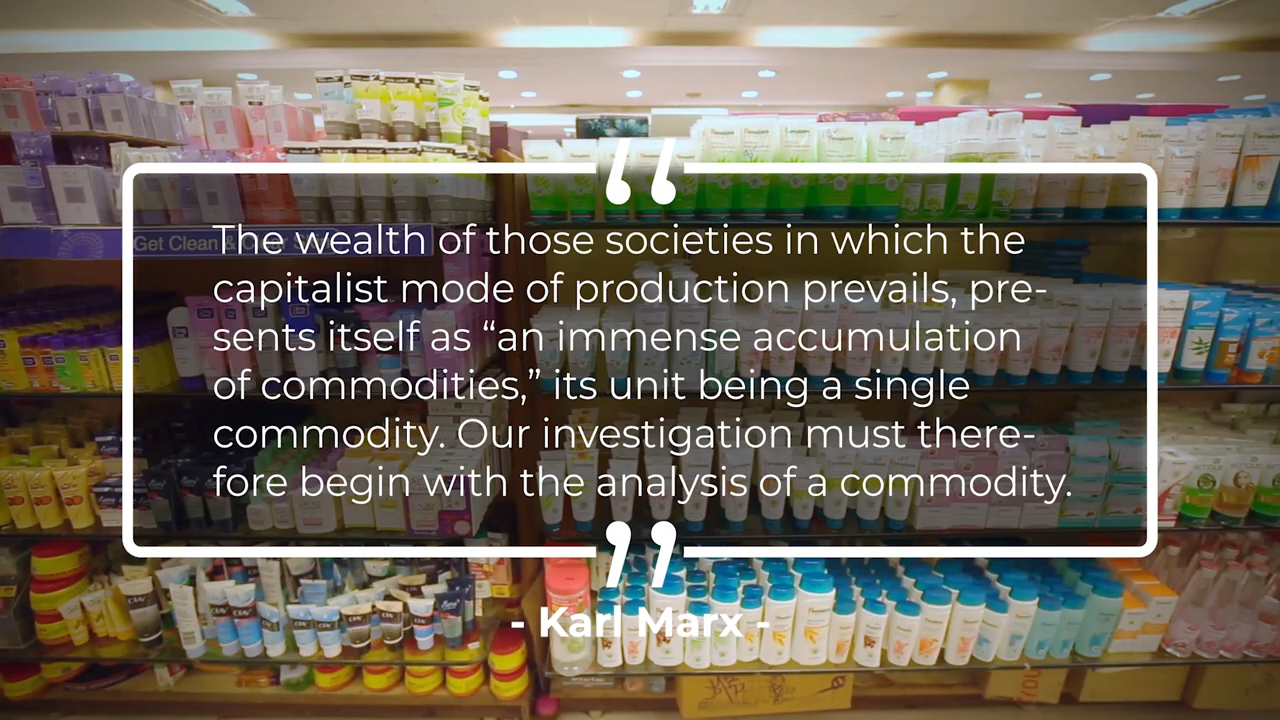 Get Clean & Clear S
“
The wealth of those societies in which the
capitalist mode of production prevails, pre-
sents itself as “an immense accumulation
of commodities,” its unit being a single
commodity. Our investigation must there-
fore begin with the analysis of a commodity.
”
- Karl Marx -